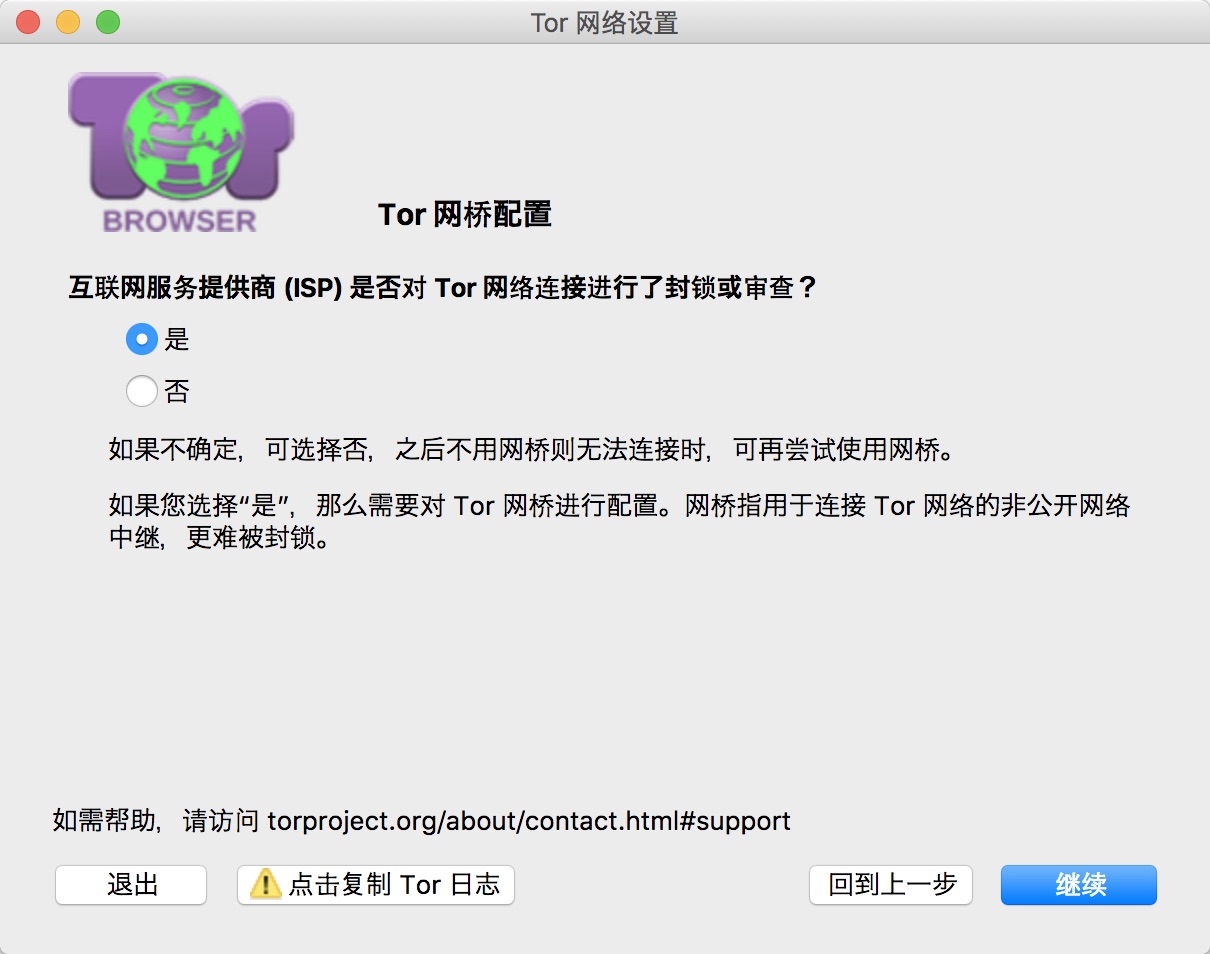 Tor 网络设置
Tor
BROWSER
Tor 网桥配置
互联网服务提供商 (ISP) 是否对 Tor 网络连接进行了封锁或审查？
是
否
如果不确定，可选择否，之后不用网桥则无法连接时，可再尝试使用网桥。
如果您选择“是”，那么需要对 Tor 网桥进行配置。网桥指用于连接 Tor 网络的非公开网络
中继，更难被封锁。
如需帮助，请访问 torproject.org/about/contact.html#support
退出
点击复制 Tor 日志
回到上一步
继续